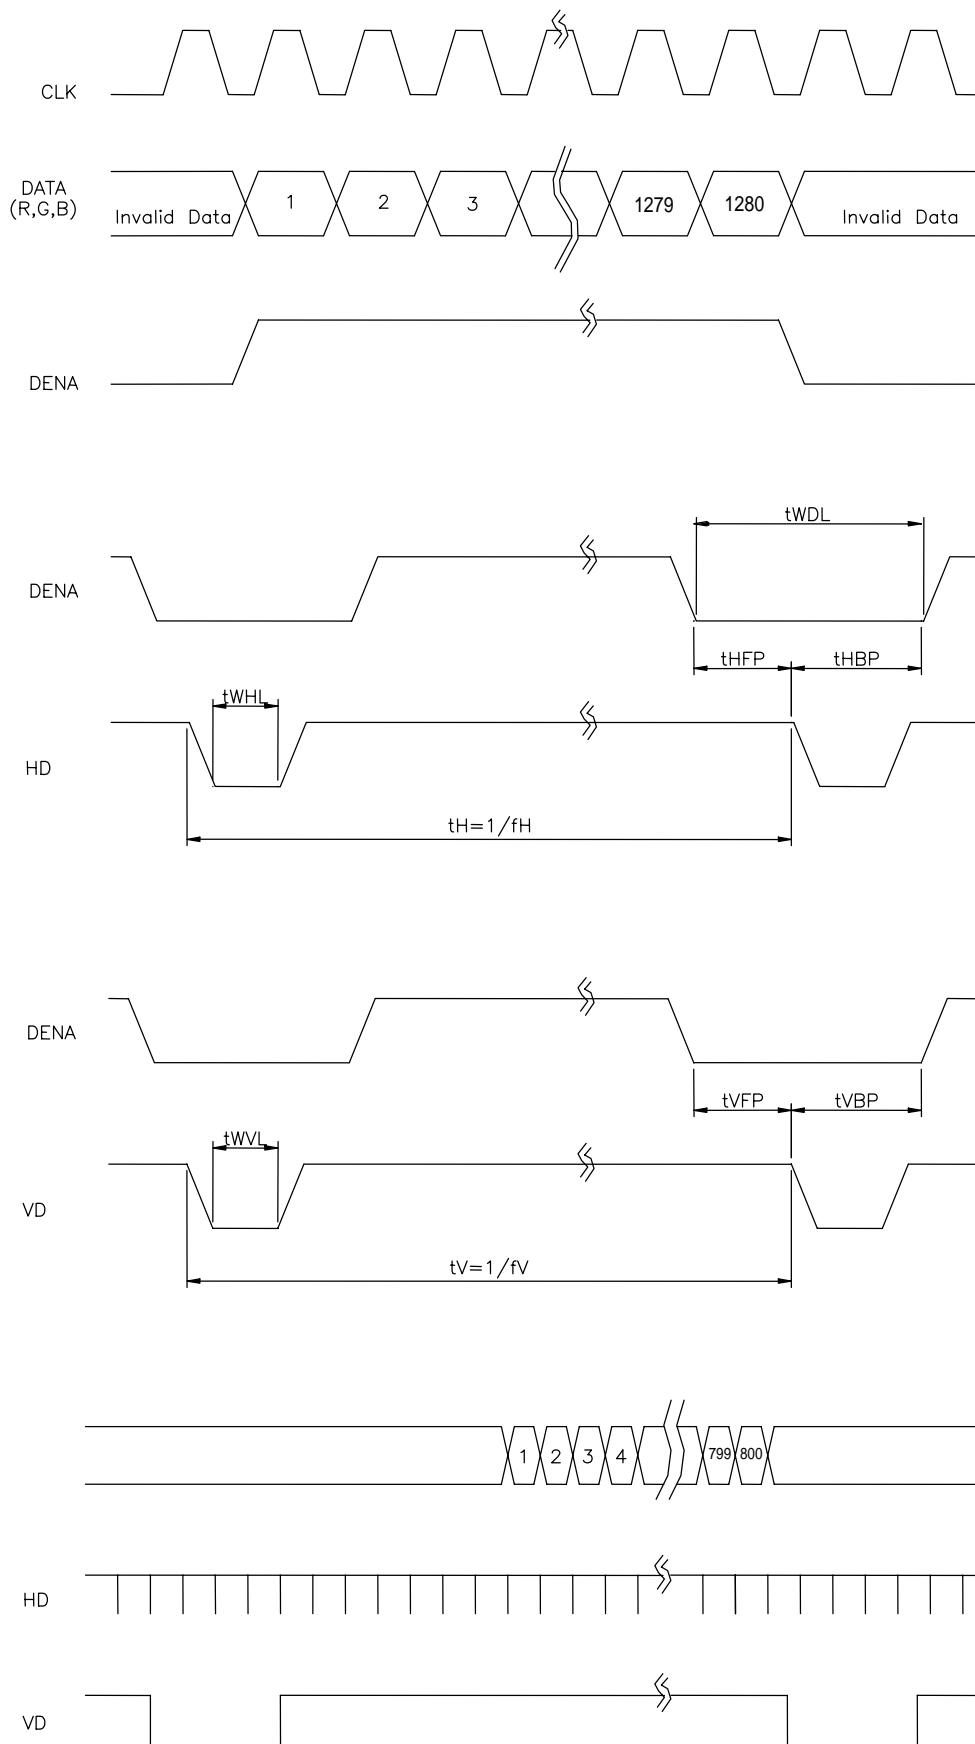 CLK
DATA
(R,G,B)
Invalid Data 1 2 3 1279 1280 Invalid Data
DENA
tWDL
DENA
tHFP tHBP
tWHL
HD
tH=1/fH
DENA
tVFP tVBP
tWVL
VD
tV=1/fV
1 2 3 4 799 800
HD
VD